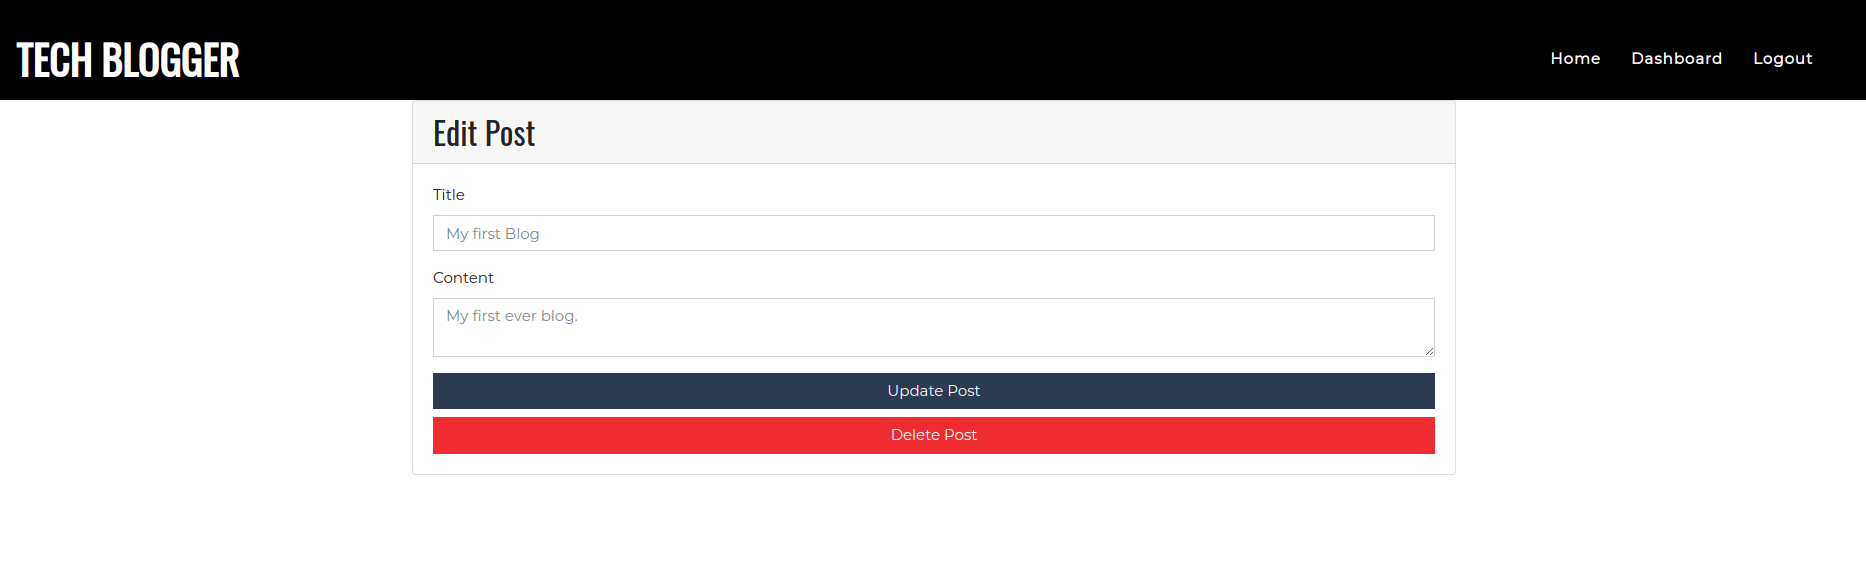 TECH BLOGGER
Home Dashboard Logout
Edit Post
Title
My first Blog
Content
My first ever blog.
Update Post
Delete Post